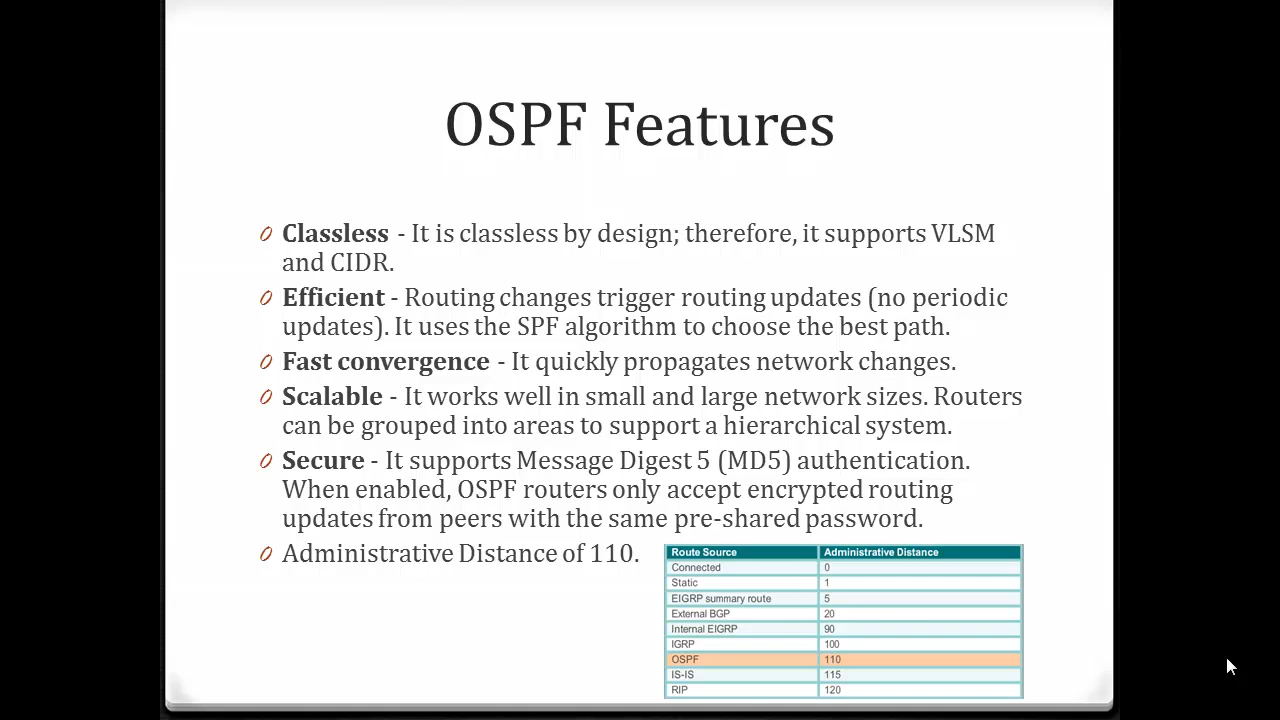 OSPF Features
Classless - It is classless by design; therefore, it supports VLSM
and CIDR.
Efficient - Routing changes trigger routing updates (no periodic
updates). It uses the SPF algorithm to choose the best path.
Fast convergence - It quickly propagates network changes.
Scalable - It works well in small and large network sizes. Routers
can be grouped into areas to support a hierarchical system.
Secure - It supports Message Digest 5 (MD5) authentication.
When enabled, OSPF routers only accept encrypted routing
updates from peers with the same pre-shared password.
Administrative Distance of 110.
Route Source Administrative Distance
Connected 0
Static 1
EIGRP summary route 5
External BGP 20
Internal EIGRP 90
IGRP 100
OSPF 110
IS-IS 115
RIP 120